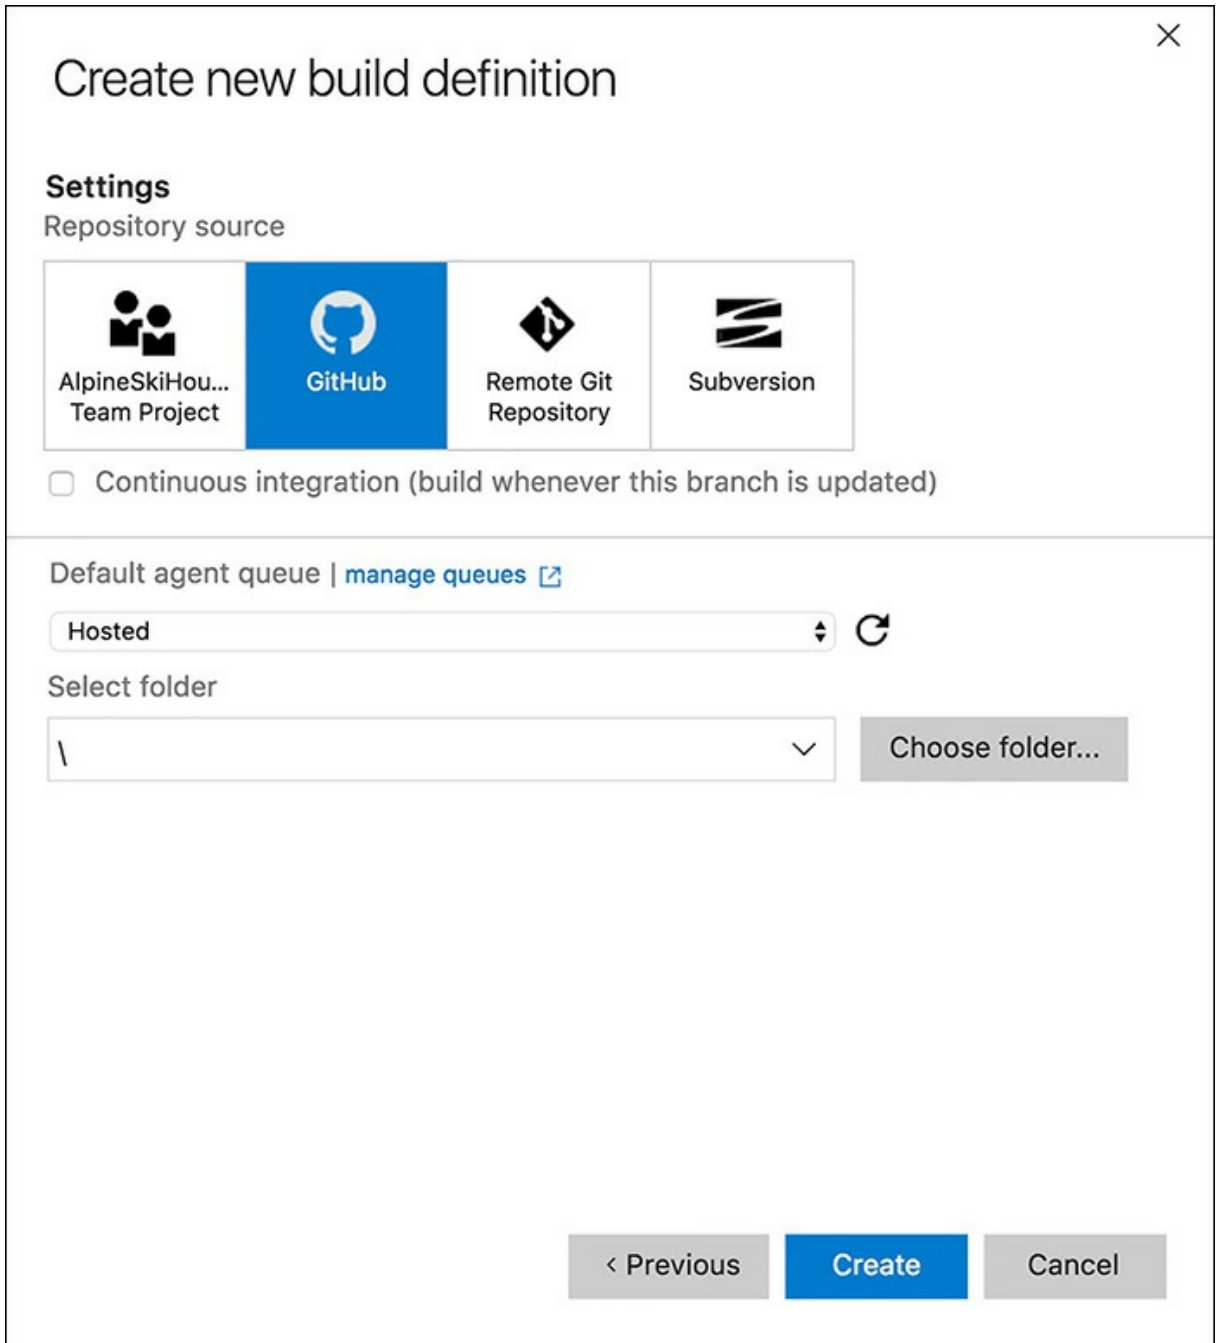 Create new build definition
Settings
Repository source
AlpineSkiHou...
Team Project
GitHub
Remote Git
Repository
Subversion
Continuous integration (build whenever this branch is updated)
Default agent queue | manage queues
Hosted
Select folder
\
Choose folder...
< Previous
Create
Cancel